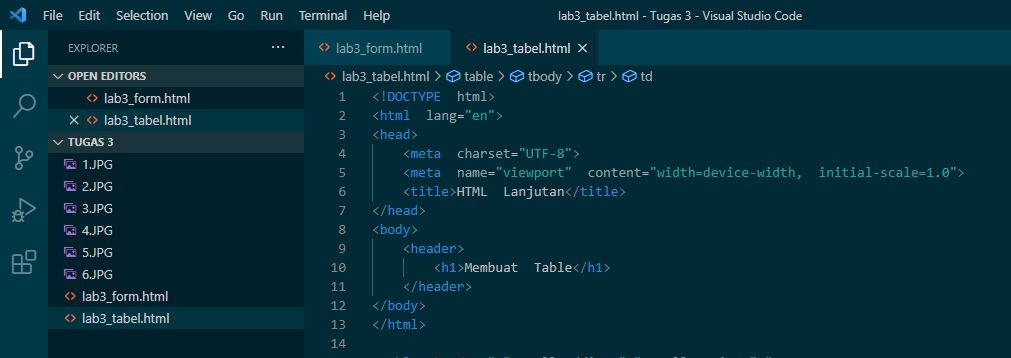 File Edit Selection View Go Run Terminal Help lab3_tabel.html - Tugas 3 - Visual Studio Code
EXPLORER
OPEN EDITORS
lab3_form.html
lab3_tabel.html
TUGAS 3
1.JPG
2.JPG
3.JPG
4.JPG
5.JPG
6.JPG
lab3_form.html
lab3_tabel.html
lab3_form.html lab3_tabel.html
lab3_tabel.html > table > tbody > tr > td
1 <!DOCTYPE html>
2 <html lang="en">
3 <head>
4 <meta charset="UTF-8">
5 <meta name="viewport" content="width=device-width, initial-scale=1.0">
6 <title>HTML Lanjutan</title>
7 </head>
8 <body>
9 <header>
10 <h1>Membuat Table</h1>
11 </header>
12 </body>
13 </html>
14